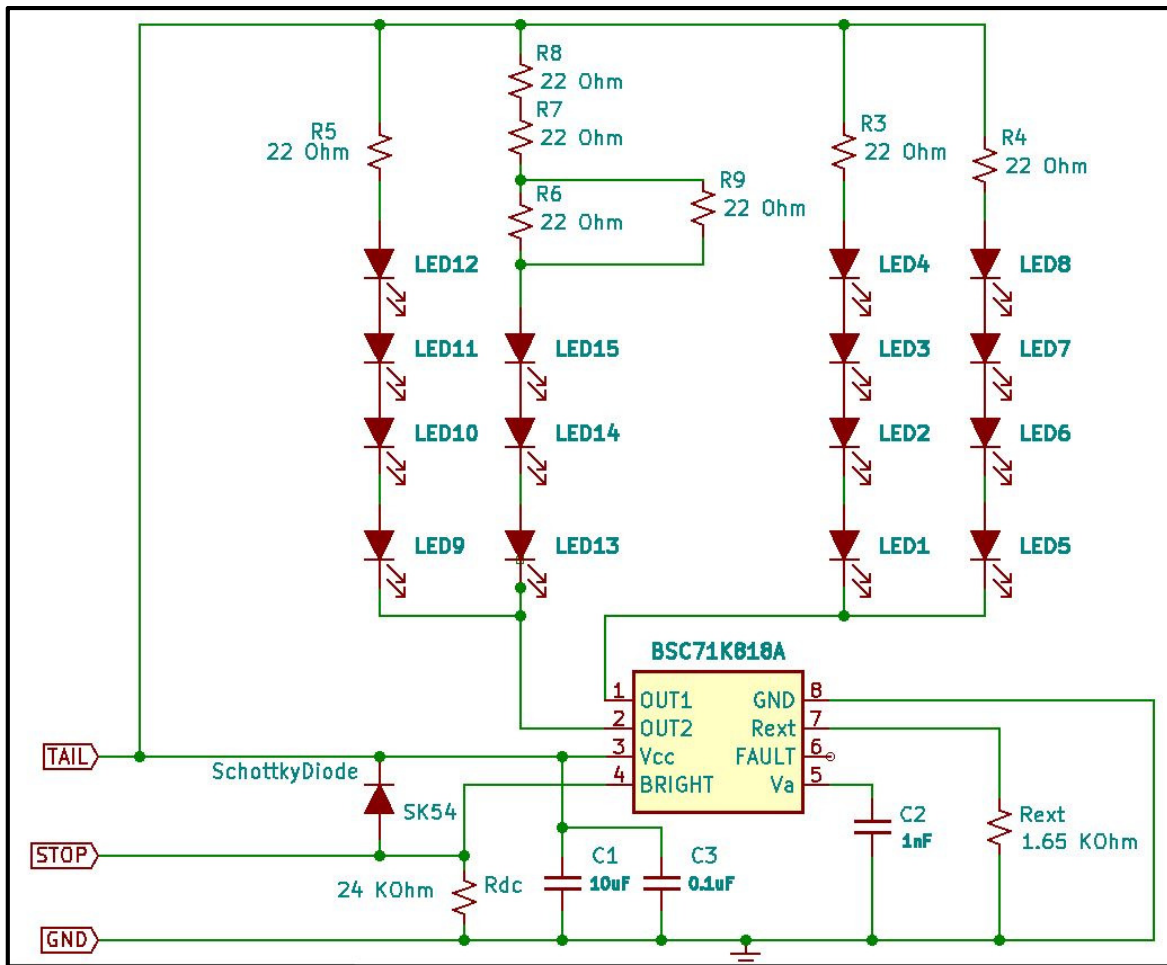 R8
22 Ohm
R7
22 Ohm
R5
22 Ohm
R3
22 Ohm
R4
22 Ohm
R9
22 Ohm
R6
22 Ohm
LED12
LED4
LED8
LED11
LED15
LED3
LED7
LED10
LED14
LED2
LED6
LED9
LED13
LED1
LED5
BSC71K818A
1 OUT1 GND 8
2 OUT2 Rext 7
3 Vcc FAULT 6
4 BRIGHT Va 5
TAIL
SchottkyDiode
SK54
STOP
C2
1nF
Rext
1.65 KOhm
24 KOhm
Rdc
C1
10uF
C3
0.1uF
GND